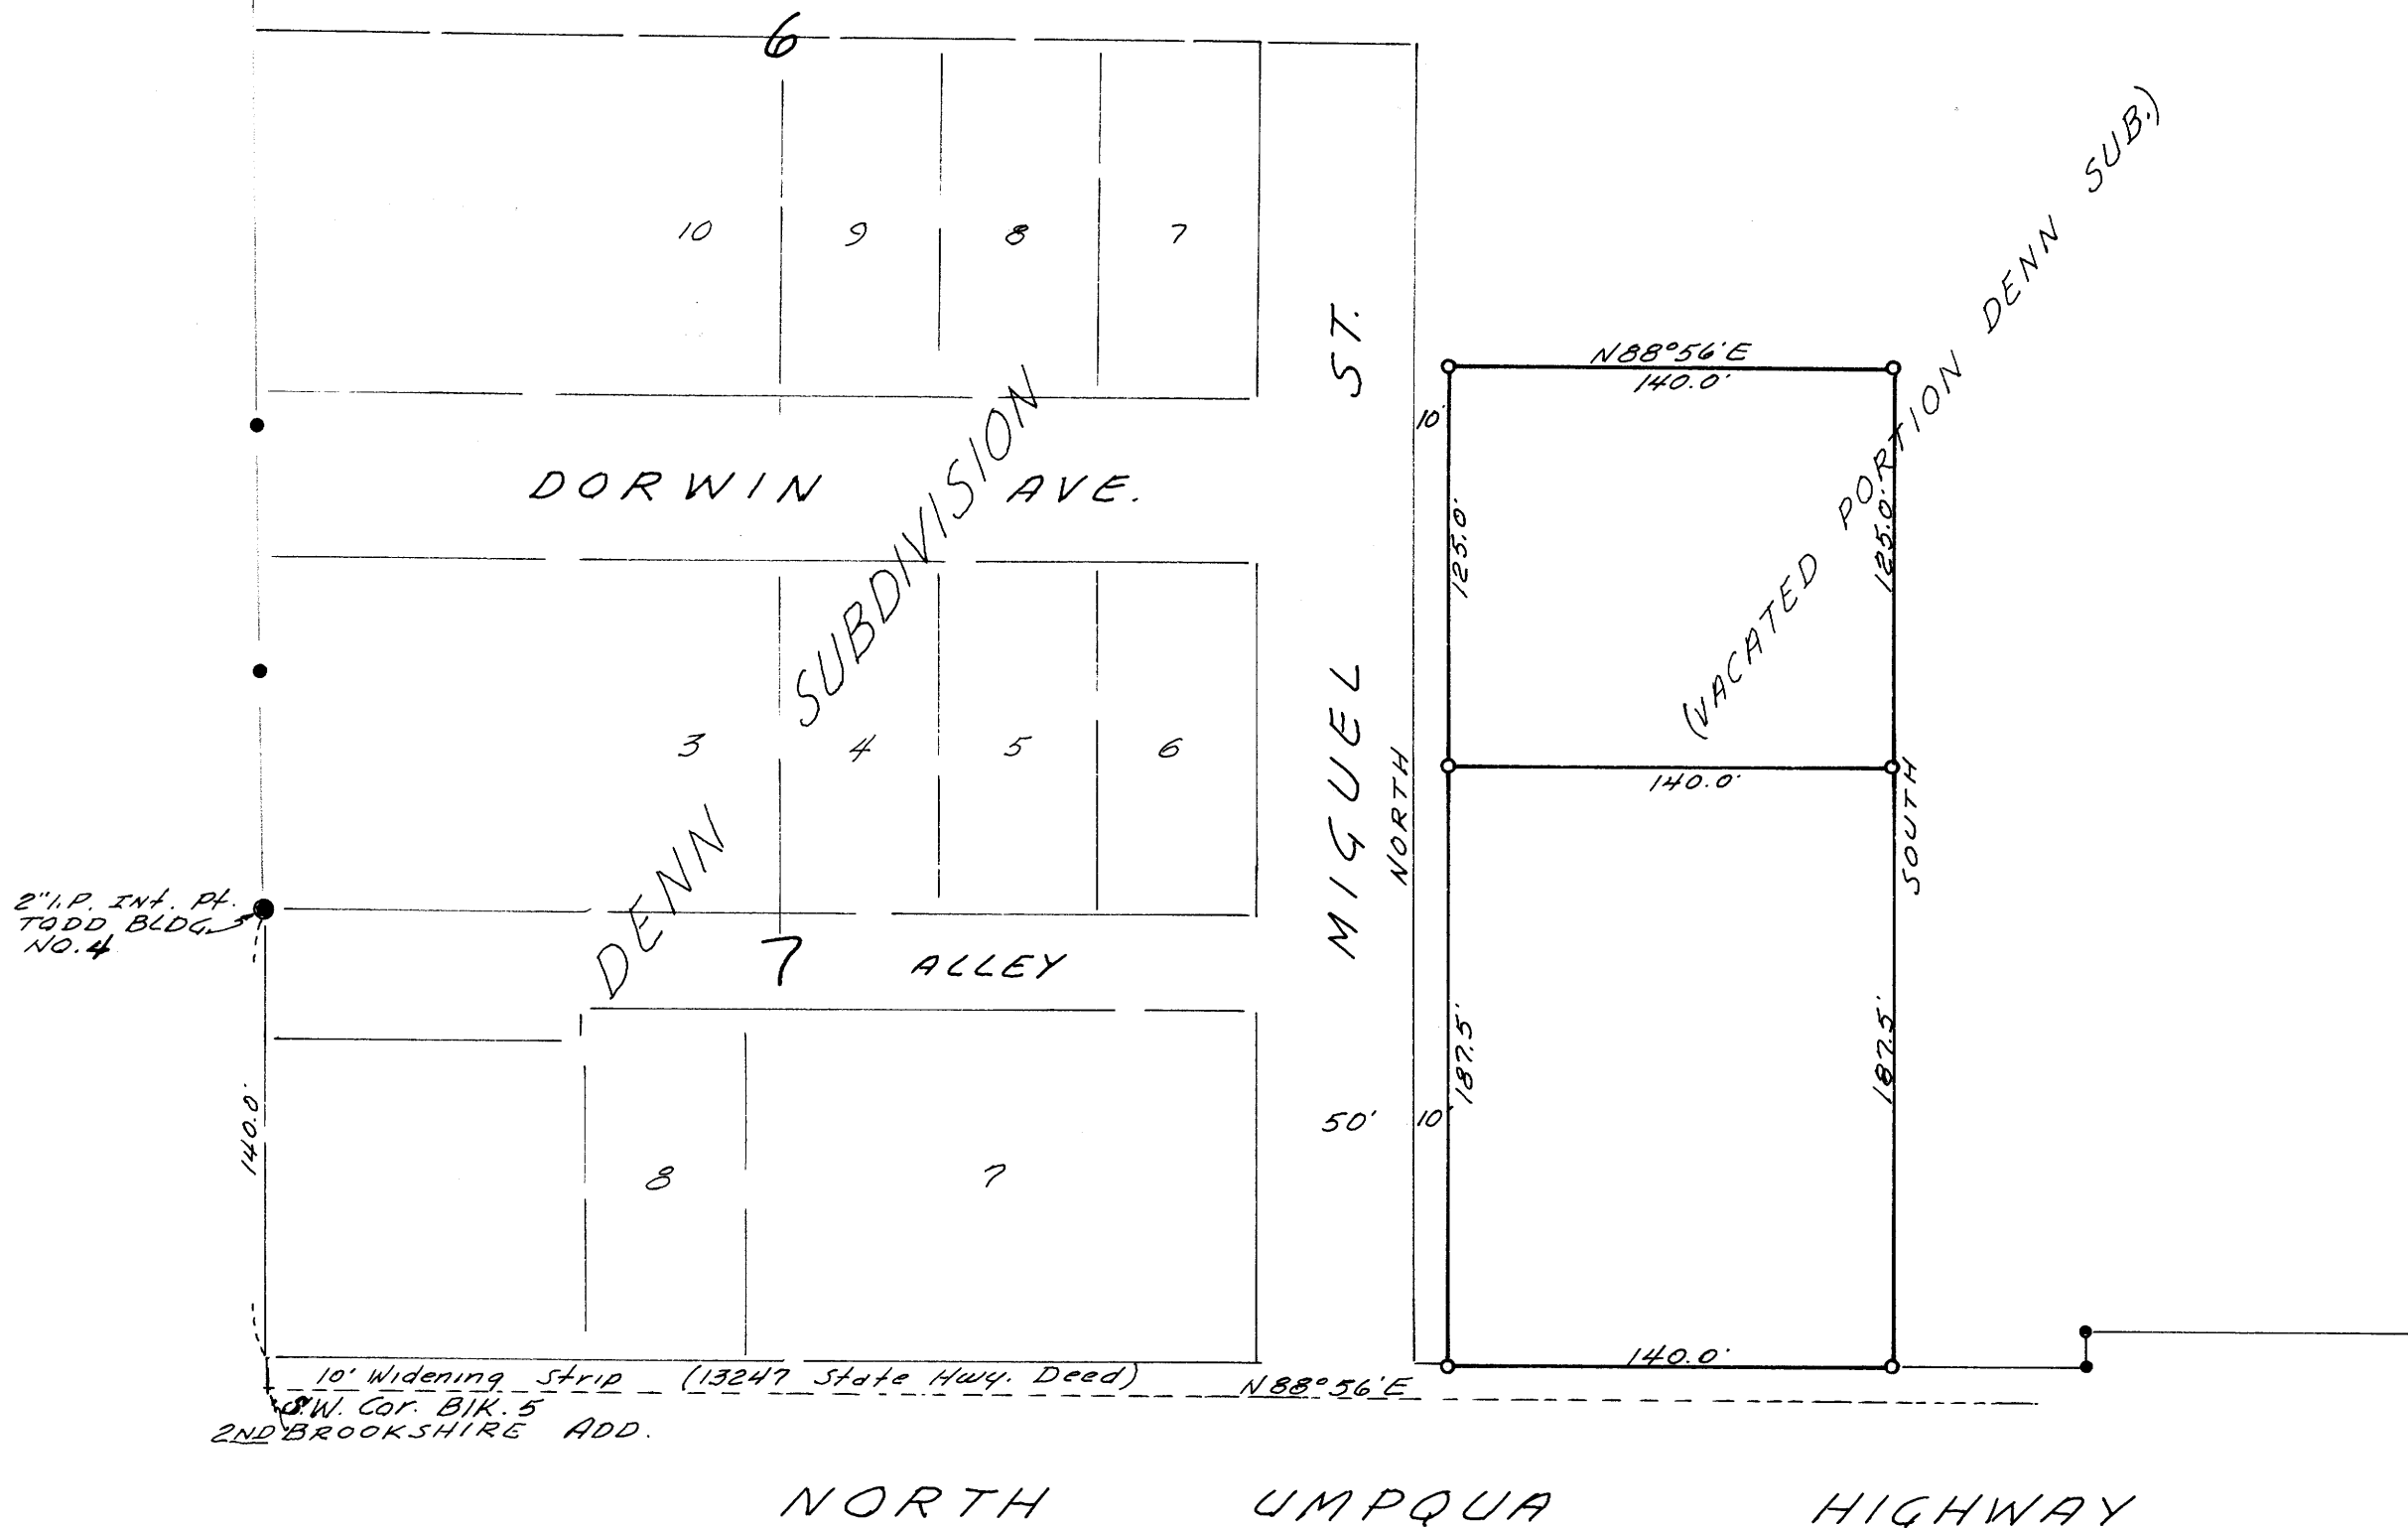 6
10 9 8 7
DORWIN AVE.
DENN SUBDIVISION
3 4 5 6
7 ALLEY
8 7
MIGUEL ST.
NORTH
50'
10'
10'
N88°56'E
140.0'
125.0'
125.0'
(VACATED PORTION DENN SUB.)
140.0'
SOUTH
187.5'
187.5'
140.0'
2" I.P. INt. Pt.
TODD BLDG.
NO. 4
140.0'
10' Widening Strip (13247 State Hwy. Deed) N88°56'E
S.W. Cor. Blk. 5
2ND BROOKSHIRE ADD.
NORTH UMPQUA HIGHWAY